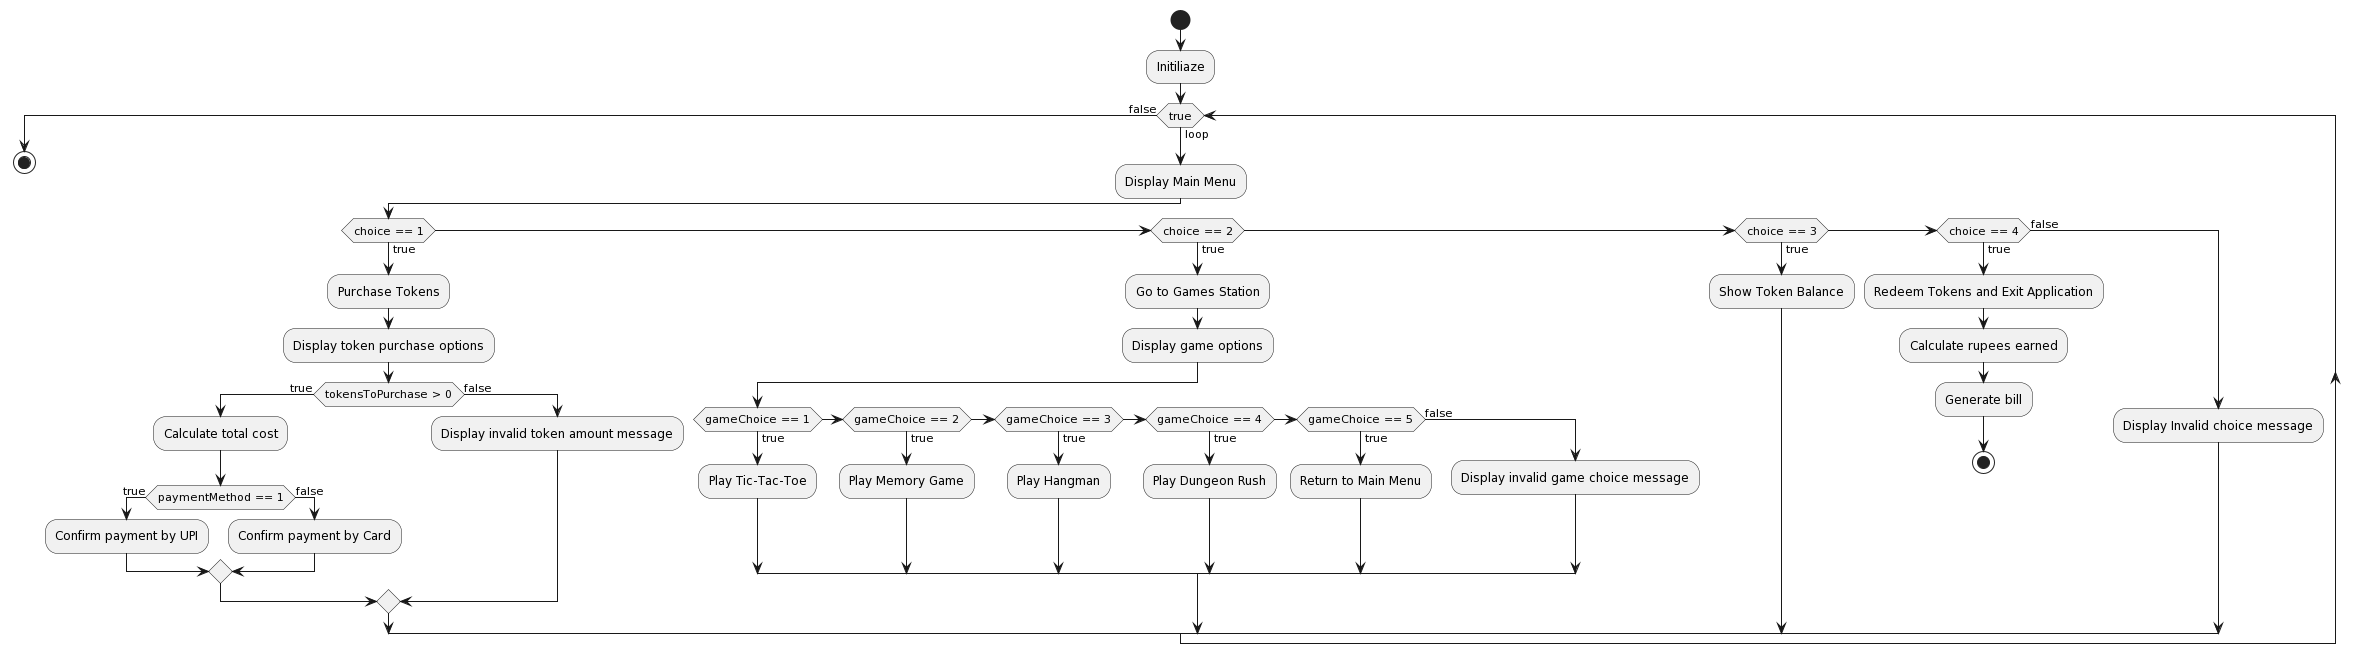 Initiliaze
false
true
loop
Display Main Menu
choice == 1
choice == 2
choice == 3
choice == 4
false
true
true
true
true
Purchase Tokens
Go to Games Station
Show Token Balance
Redeem Tokens and Exit Application
Display token purchase options
Display game options
Calculate rupees earned
true
tokensToPurchase > 0
false
Generate bill
gameChoice == 1
gameChoice == 2
gameChoice == 3
gameChoice == 4
gameChoice == 5
false
Calculate total cost
Display invalid token amount message
true
true
true
true
true
Display Invalid choice message
Play Tic-Tac-Toe
Play Memory Game
Play Hangman
Play Dungeon Rush
Return to Main Menu
Display invalid game choice message
true
paymentMethod == 1
false
Confirm payment by UPI
Confirm payment by Card